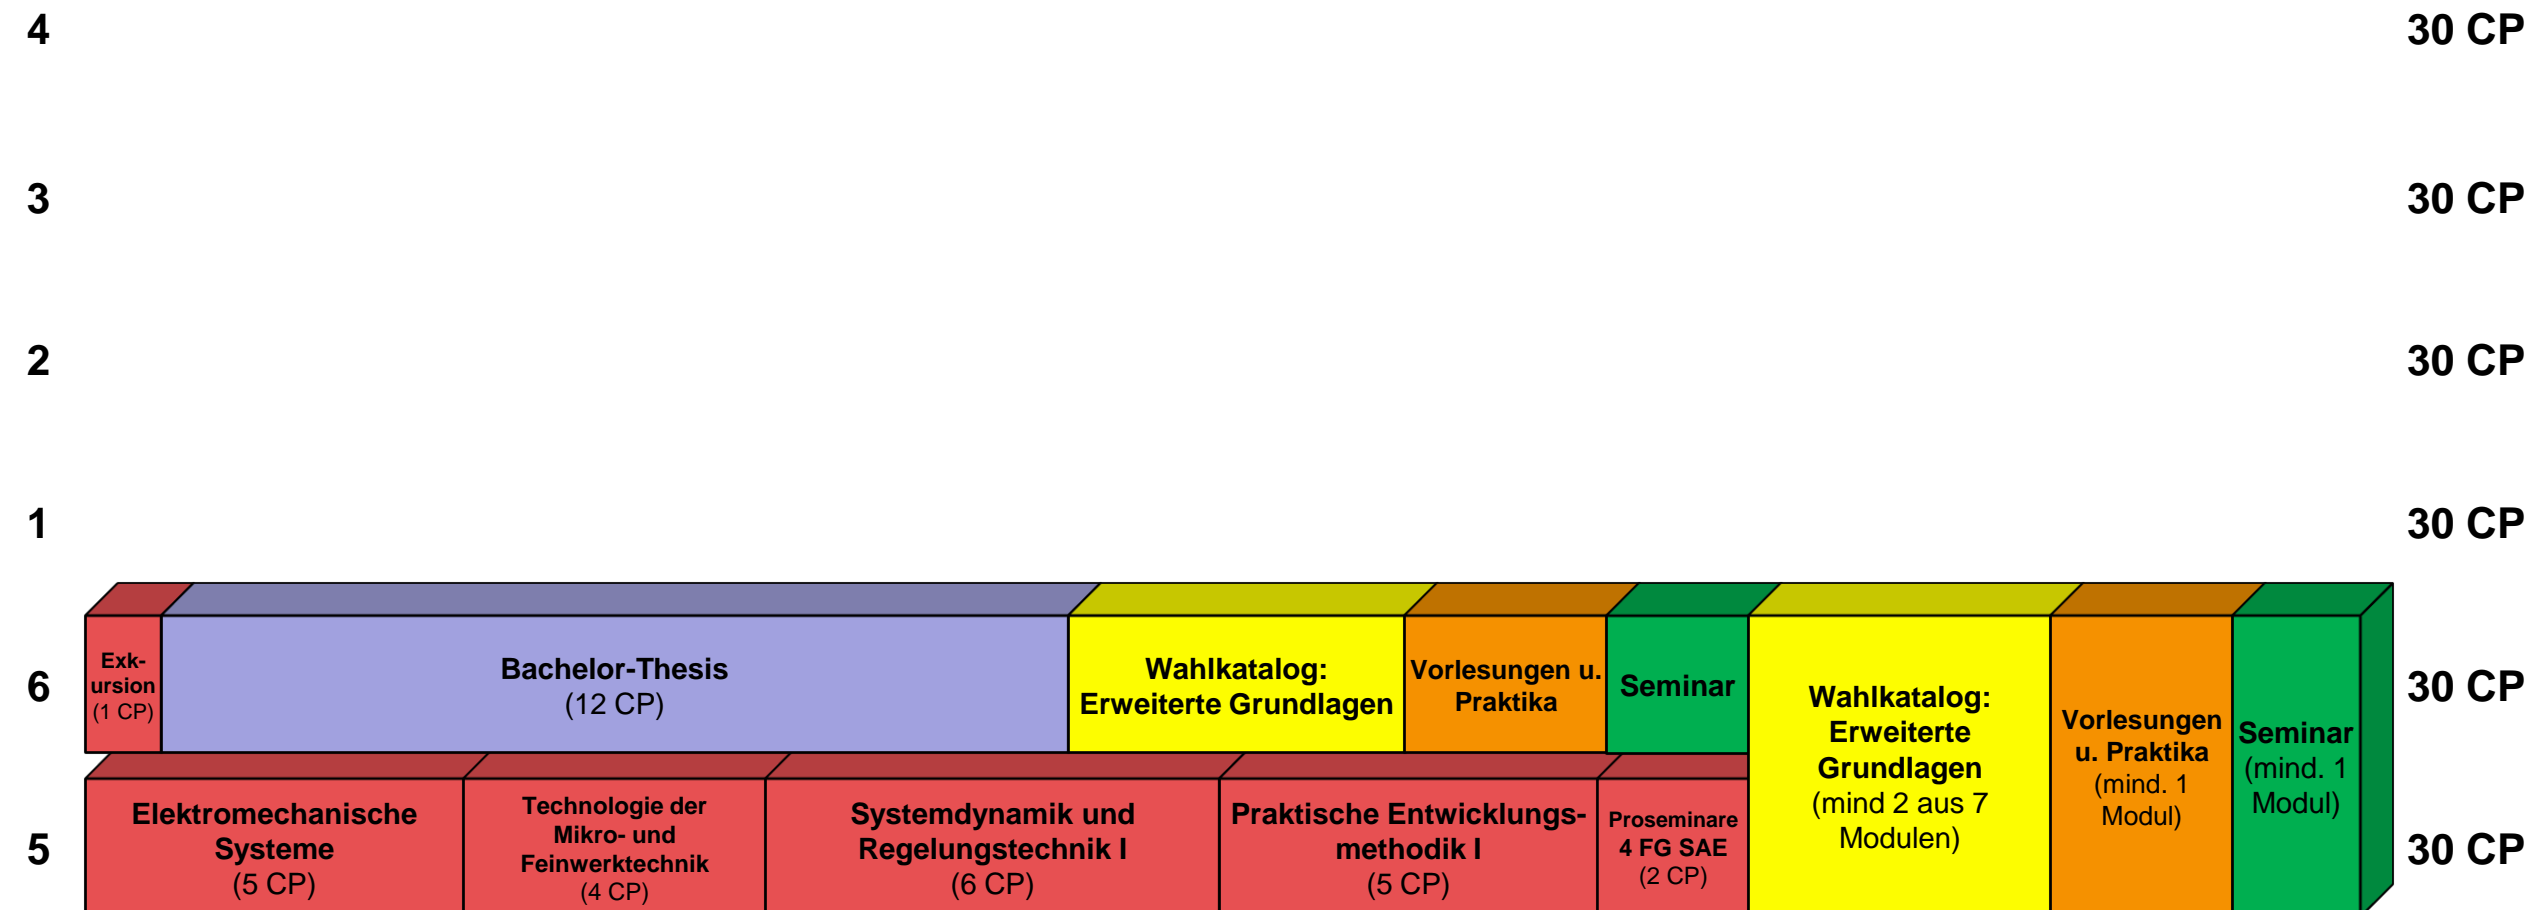 4
30 CP
3
30 CP
2
30 CP
1
30 CP
6
Exk-
ursion
(1 CP)
Bachelor-Thesis
(12 CP)
Wahlkatalog:
Erweiterte Grundlagen
Vorlesungen u.
Praktika
Seminar
Wahlkatalog:
Erweiterte
Grundlagen
(mind 2 aus 7
Modulen)
Vorlesungen
u. Praktika
(mind. 1
Modul)
Seminar
(mind. 1
Modul)
30 CP
5
Elektromechanische
Systeme
(5 CP)
Technologie der
Mikro- und
Feinwerktechnik
(4 CP)
Systemdynamik und
Regelungstechnik I
(6 CP)
Praktische Entwicklungs-
methodik I
(5 CP)
Proseminare
4 FG SAE
(2 CP)
30 CP